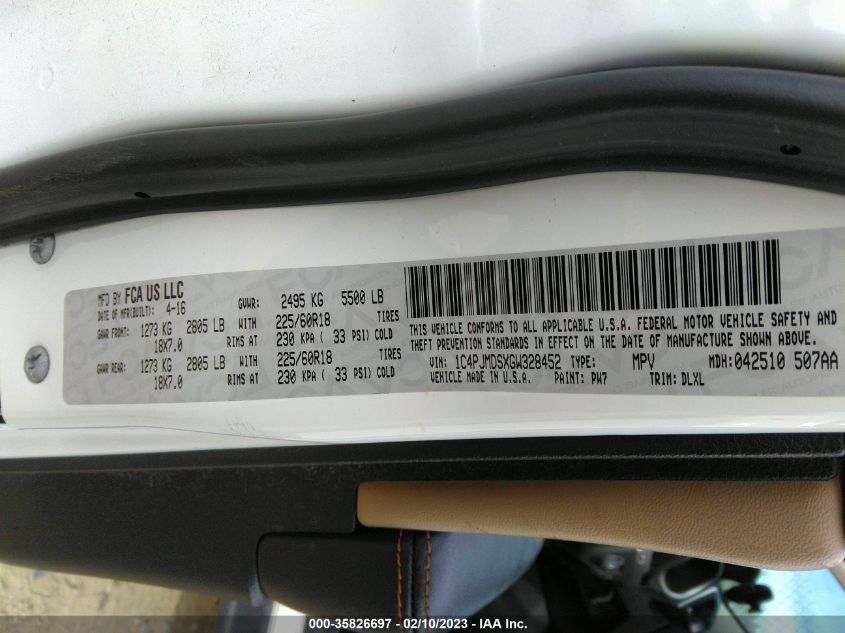 MFD BY FCA US LLC
DATE OF MFR(BUILT): 4-16 GVWR: 2495 KG 5500 LB
GAWR FRONT: 1273 KG 2805 LB WITH 225/60R18 TIRES
18X7.0 RIMS AT 230 KPA ( 33 PSI) COLD
GAWR REAR: 1273 KG 2805 LB WITH 225/60R18 TIRES
18X7.0 RIMS AT 230 KPA ( 33 PSI) COLD
THIS VEHICLE CONFORMS TO ALL APPLICABLE U.S.A. FEDERAL MOTOR VEHICLE SAFETY AND
THEFT PREVENTION STANDARDS IN EFFECT ON THE DATE OF MANUFACTURE SHOWN ABOVE.
VIN: 1C4PJMDSXGW328452 TYPE: MPV MDH: 042510 507AA
VEHICLE MADE IN U.S.A. PAINT: PW7 TRIM: DLXL
000-35826697 - 02/10/2023 - IAA Inc.